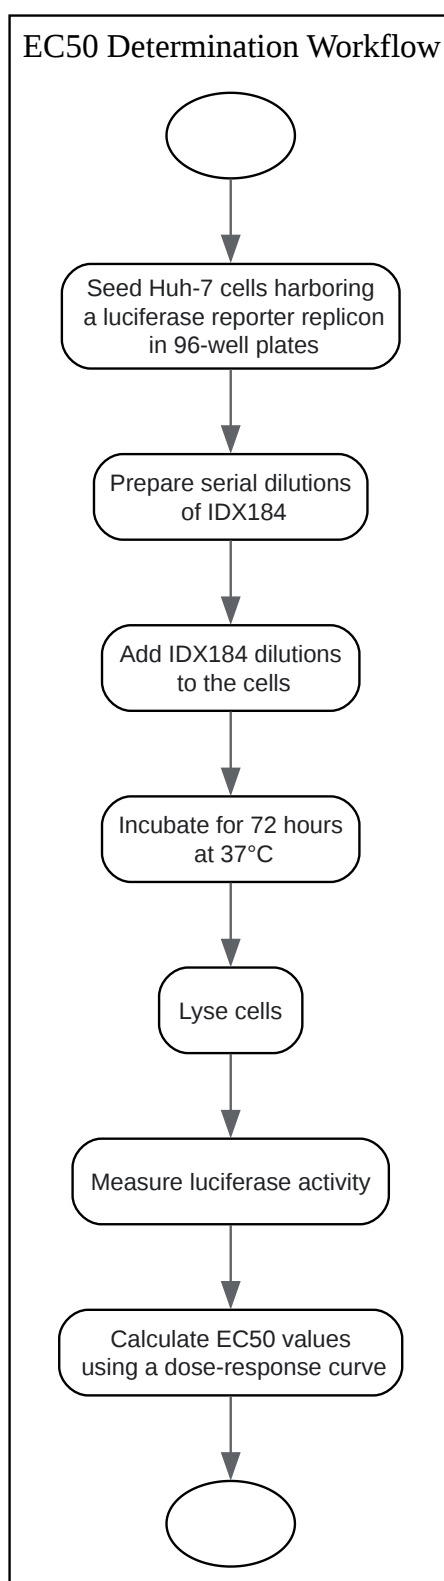 EC50 Determination Workflow
Seed Huh-7 cells harboring
a luciferase reporter replicon
in 96-well plates
Prepare serial dilutions
of IDX184
Add IDX184 dilutions
to the cells
Incubate for 72 hours
at 37°C
Lyse cells
Measure luciferase activity
Calculate EC50 values
using a dose-response curve